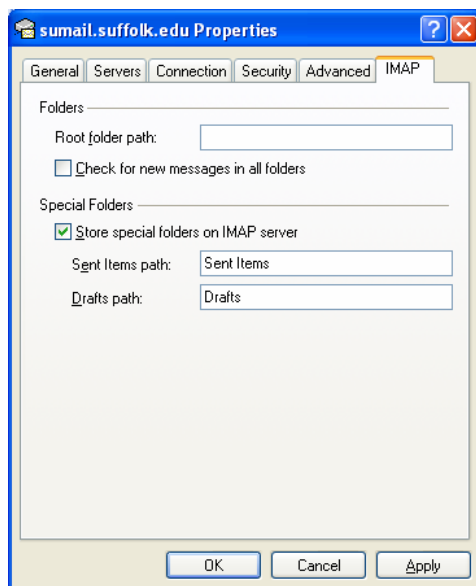 sumail.suffolk.edu Properties
General Servers Connection Security Advanced IMAP
Folders
Root folder path:
Check for new messages in all folders
Special Folders
Store special folders on IMAP server
Sent Items path: Sent Items
Drafts path: Drafts
OK Cancel Apply